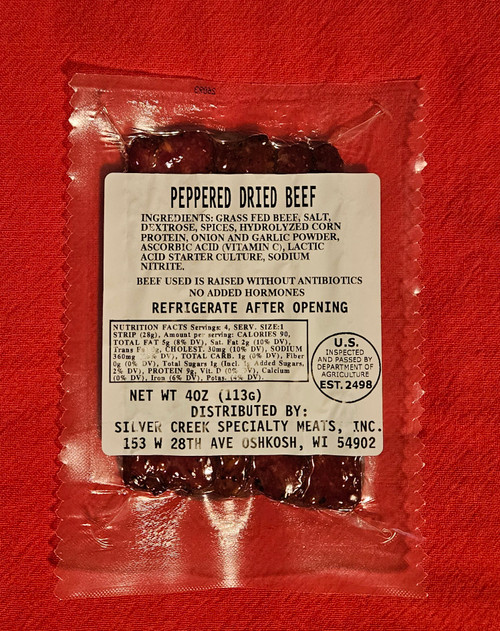 PEPPERED DRIED BEEF
INGREDIENTS: GRASS FED BEEF, SALT,
DEXTROSE, SPICES, HYDROLYZED CORN
PROTEIN, ONION AND GARLIC POWDER,
ASCORBIC ACID (VITAMIN C), LACTIC
ACID STARTER CULTURE, SODIUM
NITRITE.
BEEF USED IS RAISED WITHOUT ANTIBIOTICS
NO ADDED HORMONES
REFRIGERATE AFTER OPENING
NUTRITION FACTS Servings: 4, SERV. SIZE:1
STRIP (28g), Amount per serving: CALORIES 90,
TOTAL FAT 5g (8% DV), Sat. Fat 2g (10% DV),
Trans Fat CHOLEST. 30mg (10% DV), SODIUM
360mg DV), TOTAL CARB. 1g (0% DV), Fiber
0g (0% DV), Total Sugars 1g (Incl. Added Sugars,
2% DV), PROTEIN 9g, Vit. D DV), Calcium
(0% DV), Iron (6% DV), Potas. DV).
U.S.
INSPECTED
AND PASSED BY
DEPARTMENT OF
AGRICULTURE
EST. 2498
NET WT 4OZ (113G)
DISTRIBUTED BY:
SILVER CREEK SPECIALTY MEATS, INC.
153 W 28TH AVE OSHKOSH, WI 54902